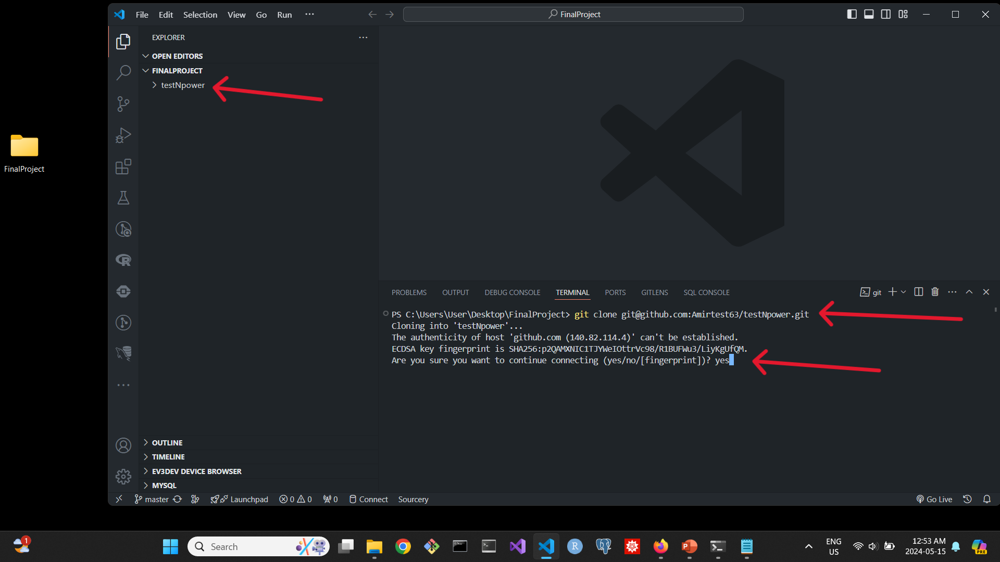 File Edit Selection View Go Run ···
FinalProject
EXPLORER
OPEN EDITORS
FINALPROJECT
testNpower
FinalProject
PROBLEMS OUTPUT DEBUG CONSOLE TERMINAL PORTS GITLENS SQL CONSOLE
git
PS C:\Users\User\Desktop\FinalProject> git clone git@github.com:Amirtest63/testNpower.git
Cloning into 'testNpower'...
The authenticity of host 'github.com (140.82.114.4)' can't be established.
ECDSA key fingerprint is SHA256:p2QAMXNIC1TJYWeIOttrVc98/R1BUFWu3/LiyKgUfQM.
Are you sure you want to continue connecting (yes/no/[fingerprint])? yes
OUTLINE
TIMELINE
EV3DEV DEVICE BROWSER
MYSQL
master Launchpad 0 0 0 Connect Sourcery Go Live
1
Search
R
P
ENG
US
12:53 AM
2024-05-15
PRE